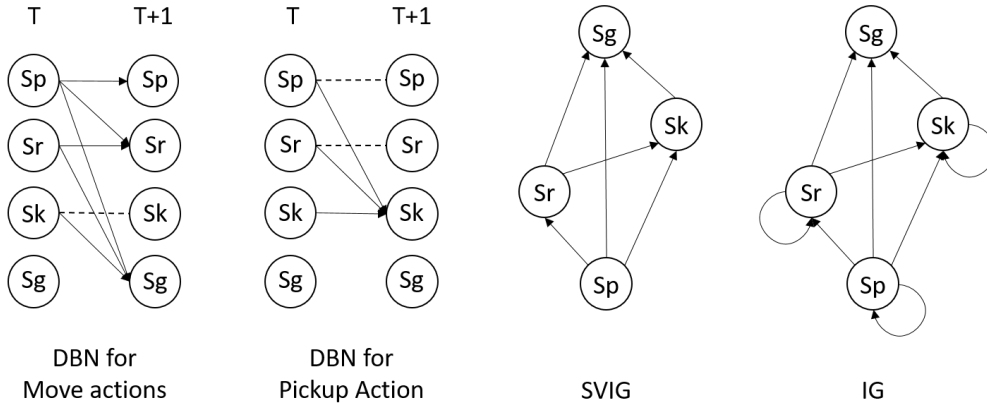 T T+1
Sp Sp
Sr Sr
Sk Sk
Sg Sg
DBN for
Move actions
T T+1
Sp Sp
Sr Sr
Sk Sk
Sg Sg
DBN for
Pickup Action
Sg
Sk
Sr
Sp
SVIG
Sg
Sk
Sr
Sp
IG